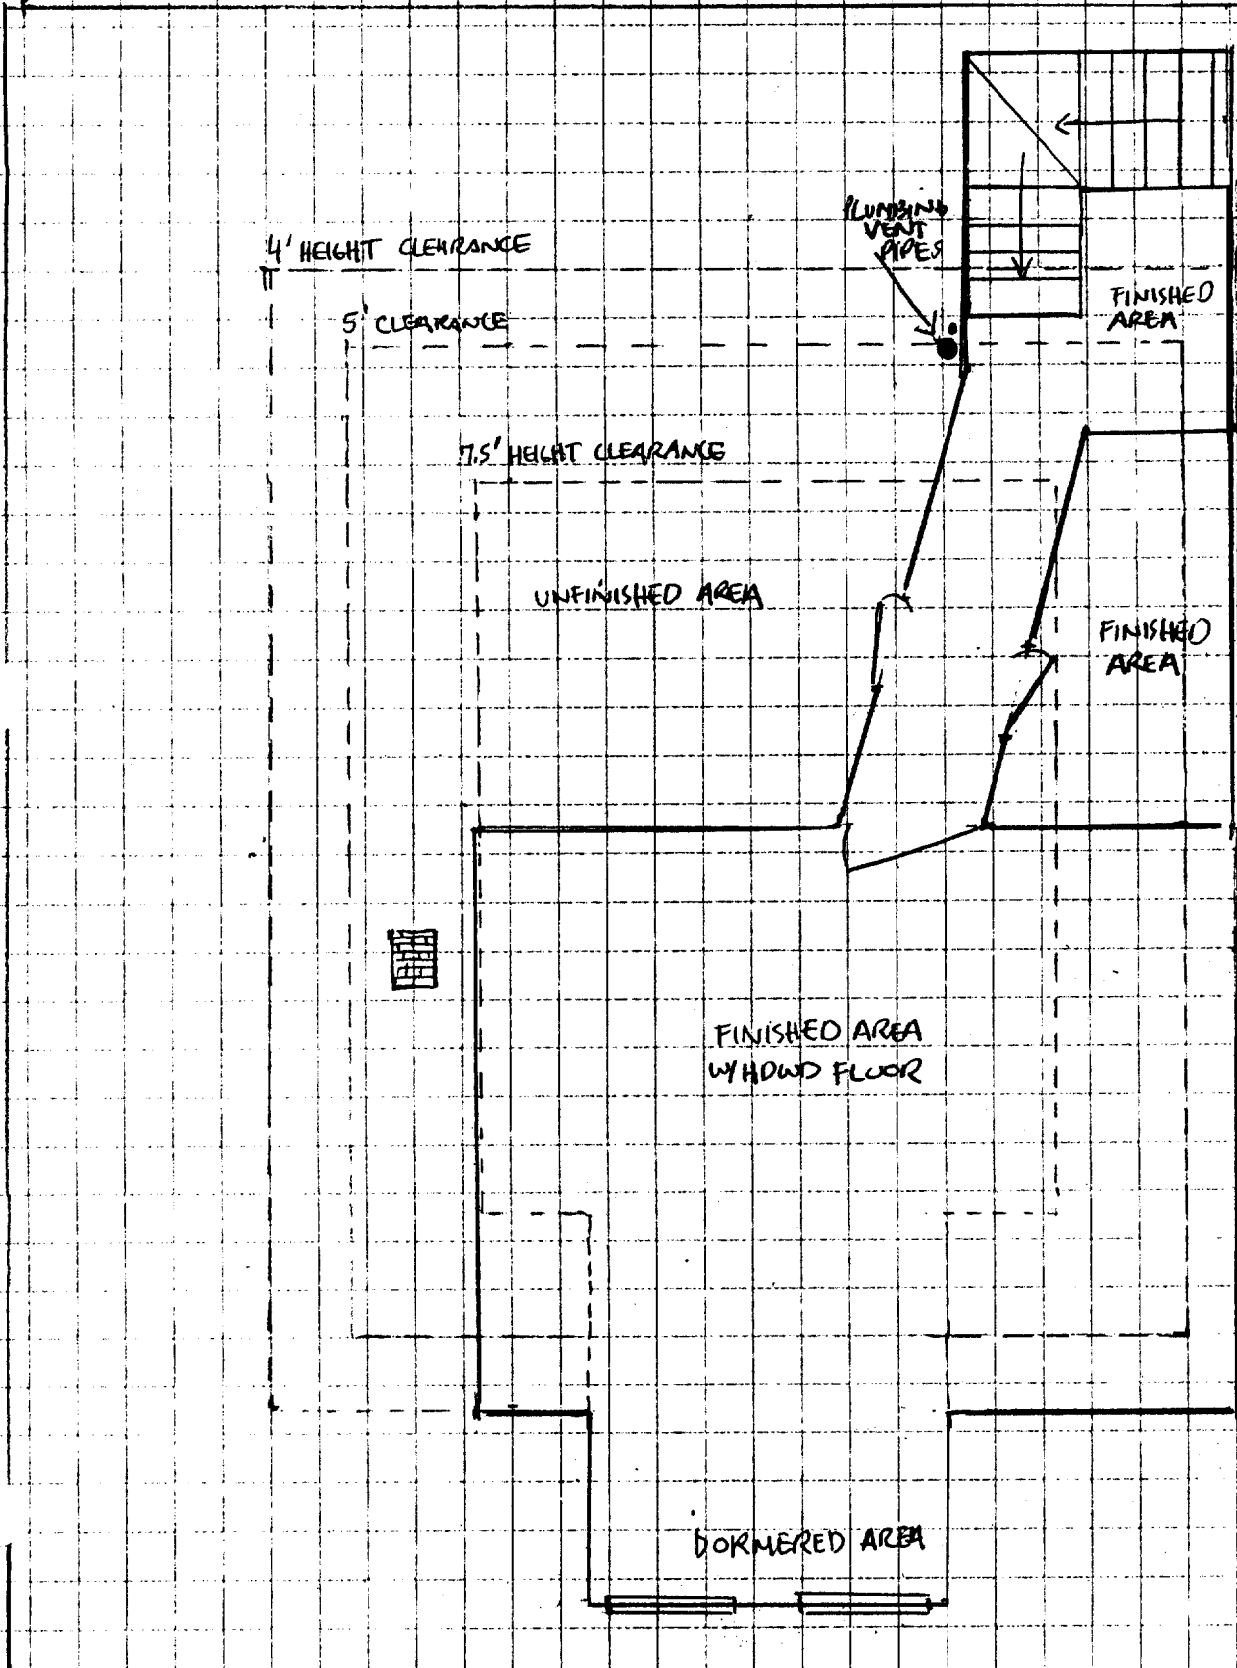 PLUMBING
VENT
PIPES
4' HEIGHT CLEARANCE
FINISHED
AREA
5' CLEARANCE
7.5' HEIGHT CLEARANCE
UNFINISHED AREA
FINISHED
AREA
FINISHED AREA
W/HDWD FLOOR
DORMERED AREA